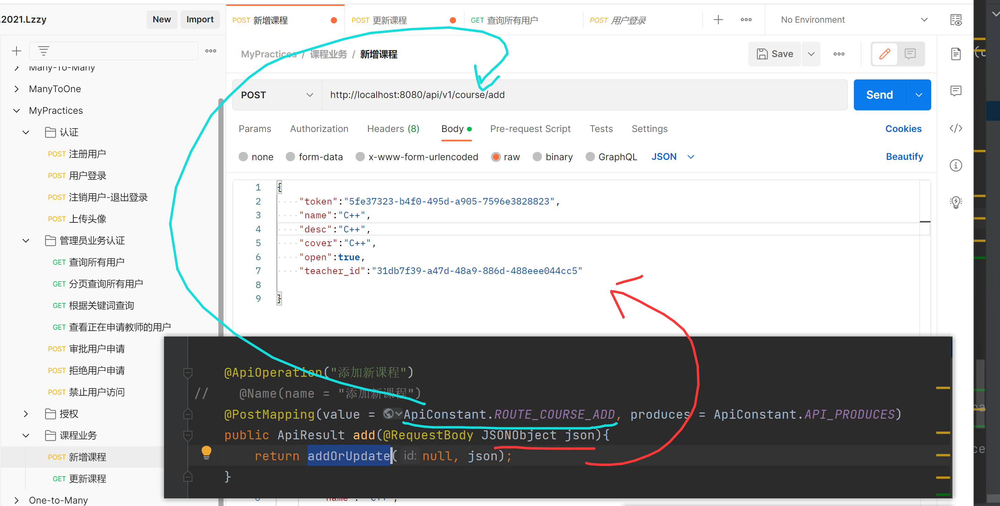 .2021.Lzzy
New
Import
POST 新增课程
POST 更新课程
GET 查询所有用户
POST 用户登录
No Environment
MyPractices / 课程业务 / 新增课程
Save
Many-To-Many
ManyToOne
MyPractices
认证
POST 注册用户
POST 用户登录
POST 注销用户-退出登录
POST 上传头像
管理员业务认证
GET 查询所有用户
GET 分页查询所有用户
GET 根据关键词查询
GET 查看正在申请教师的用户
POST 审批用户申请
POST 拒绝用户申请
POST 禁止用户访问
授权
课程业务
POST 新增课程
GET 更新课程
One-to-Many
POST
http://localhost:8080/api/v1/course/add
Send
Params Authorization Headers (8) Body Pre-request Script Tests Settings
Cookies
none form-data x-www-form-urlencoded raw binary GraphQL JSON
Beautify
1 {
2 "token":"5fe37323-b4f0-495d-a905-7596e3828823",
3 "name":"C++",
4 "desc":"C++",
5 "cover":"C++",
6 "open":true,
7 "teacher_id":"31db7f39-a47d-48a9-886d-488eee044cc5"
8
9 }
@ApiOperation("添加新课程")
// @Name(name = "添加新课程")
@PostMapping(value = ApiConstant.ROUTE_COURSE_ADD, produces = ApiConstant.API_PRODUCES)
public ApiResult add(@RequestBody JSONObject json){
return addOrUpdate( id: null, json);
}